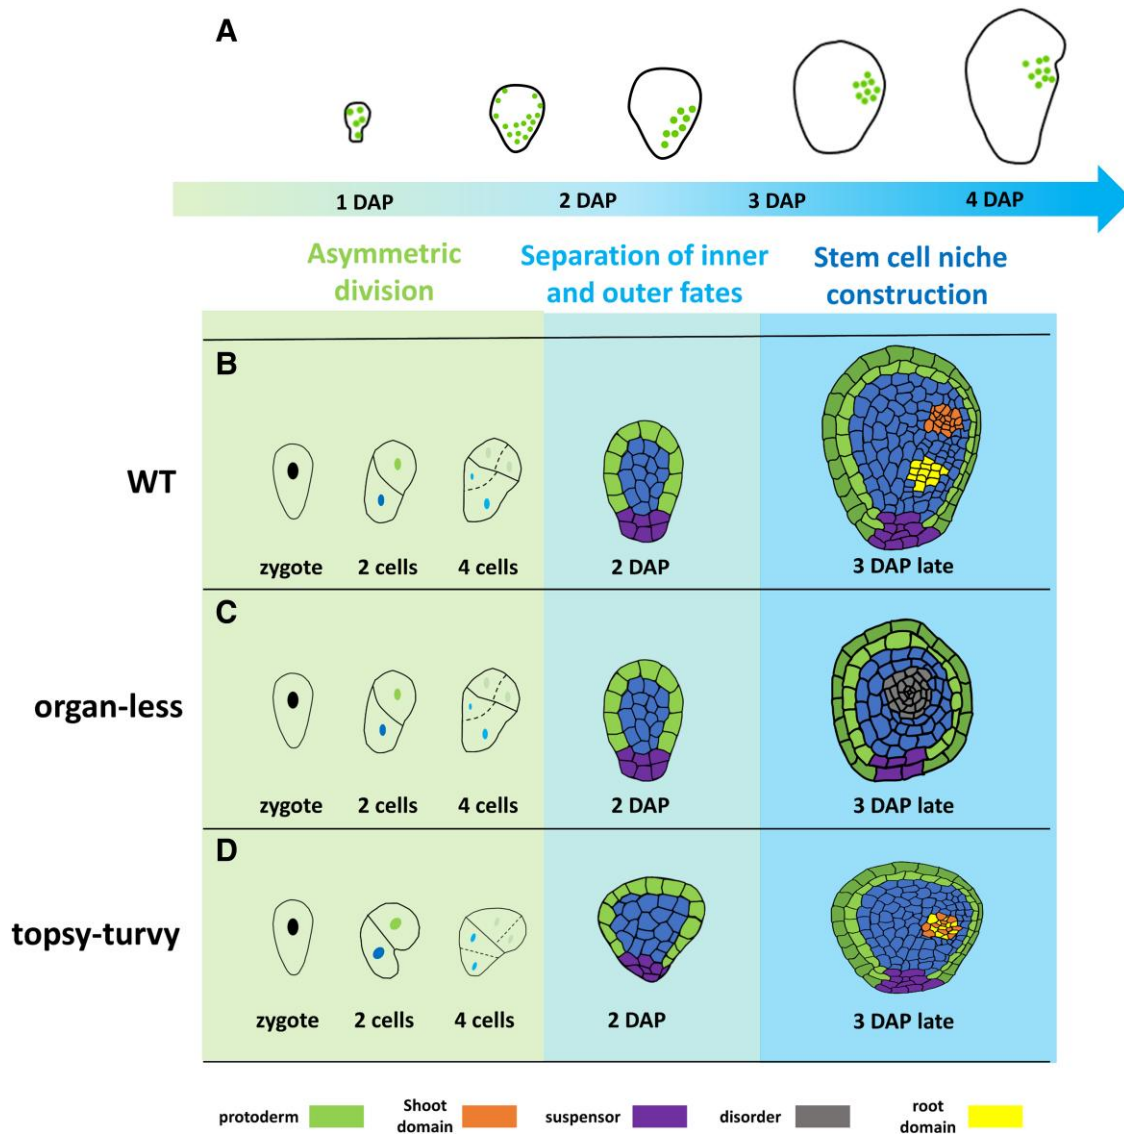 A
1 DAP
2 DAP
3 DAP
4 DAP
Asymmetric
division
Separation of inner
and outer fates
Stem cell niche
construction
B
WT
zygote
2 cells
4 cells
2 DAP
3 DAP late
C
organ-less
zygote
2 cells
4 cells
2 DAP
3 DAP late
D
topsy-turvy
zygote
2 cells
4 cells
2 DAP
3 DAP late
protoderm
Shoot
domain
suspensor
disorder
root
domain